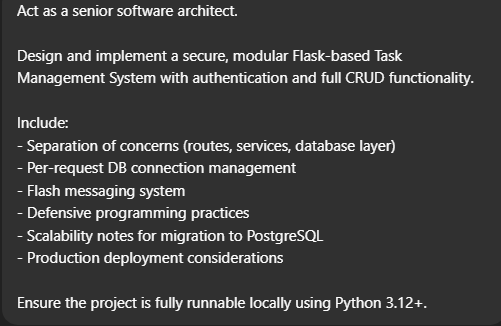 Act as a senior software architect.
Design and implement a secure, modular Flask-based Task
Management System with authentication and full CRUD functionality.
Include:
- Separation of concerns (routes, services, database layer)
- Per-request DB connection management
- Flash messaging system
- Defensive programming practices
- Scalability notes for migration to PostgreSQL
- Production deployment considerations
Ensure the project is fully runnable locally using Python 3.12+.